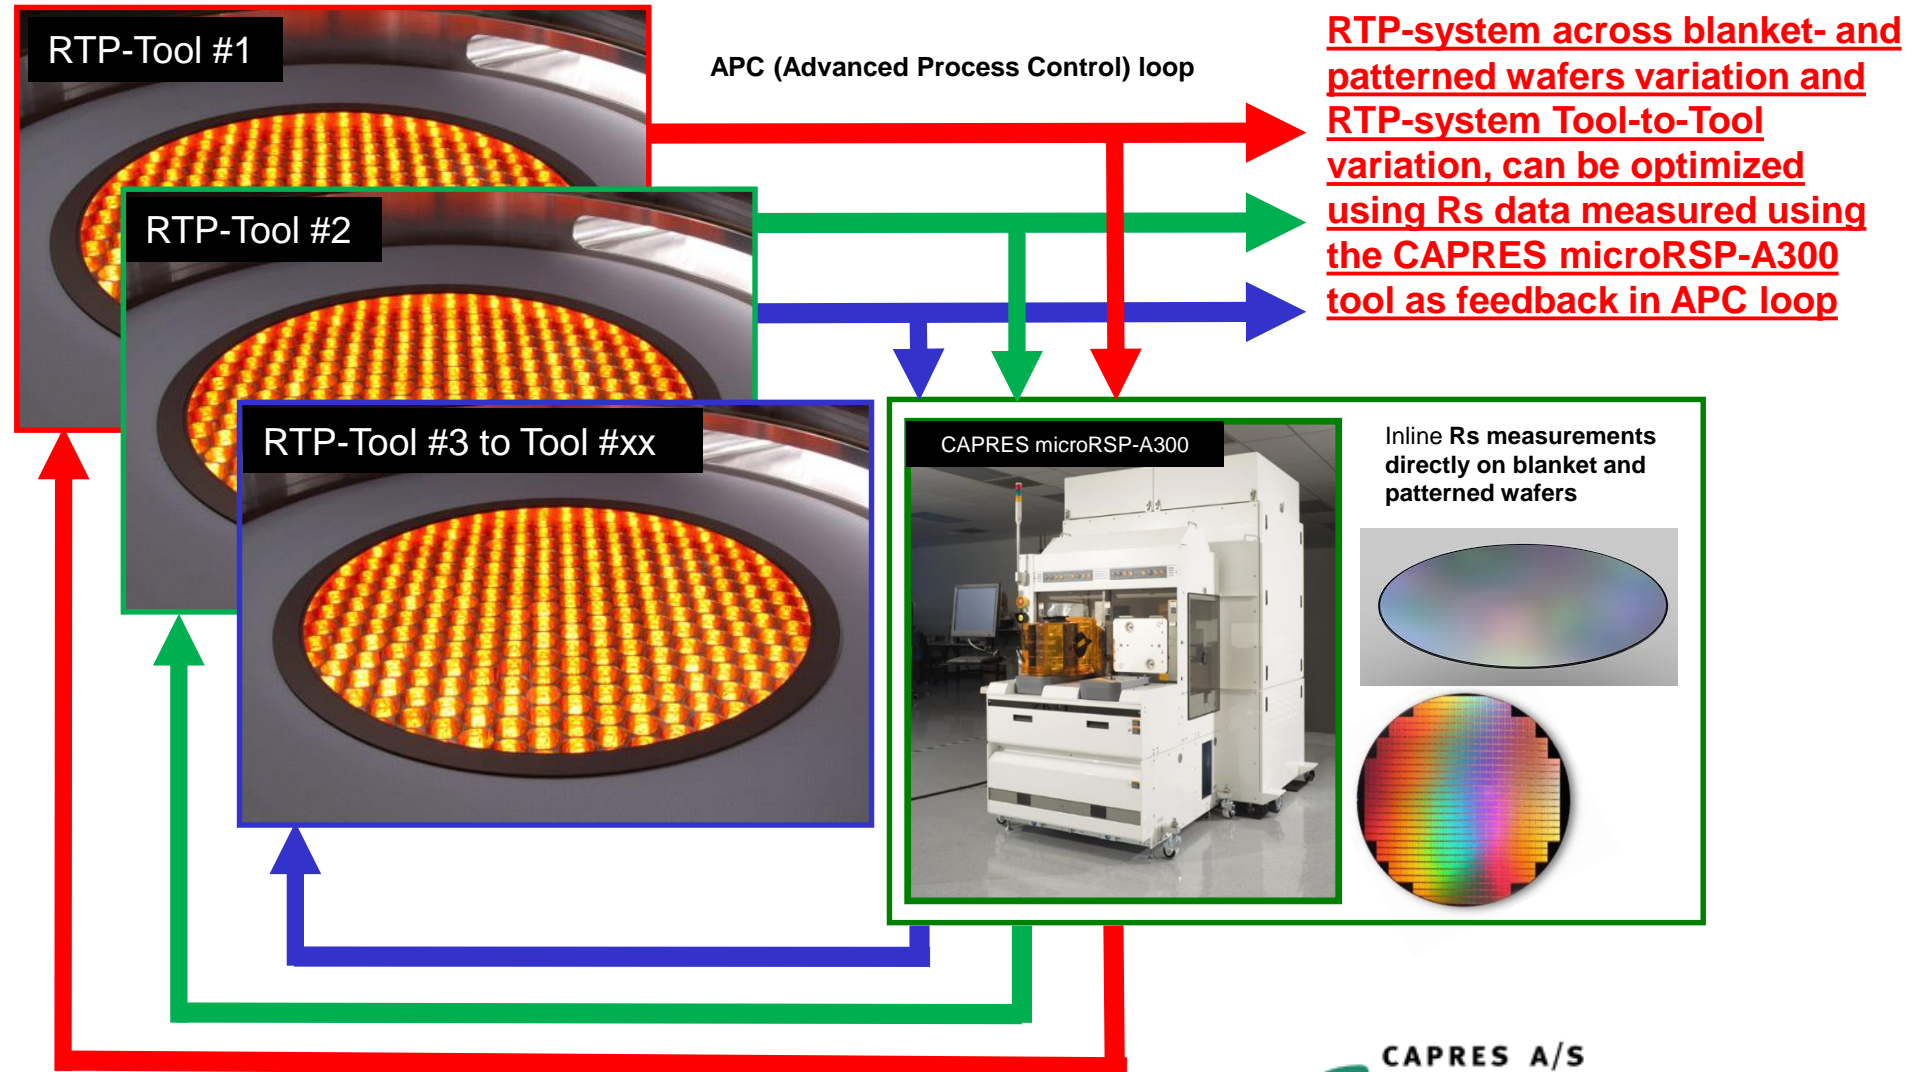 RTP-Tool #1
APC (Advanced Process Control) loop
RTP-system across blanket- and
patterned wafers variation and
RTP-system Tool-to-Tool
variation, can be optimized
using Rs data measured using
the CAPRES microRSP-A300
tool as feedback in APC loop
RTP-Tool #2
RTP-Tool #3 to Tool #xx
CAPRES microRSP-A300
Inline Rs measurements
directly on blanket and
patterned wafers
CAPRES A/S